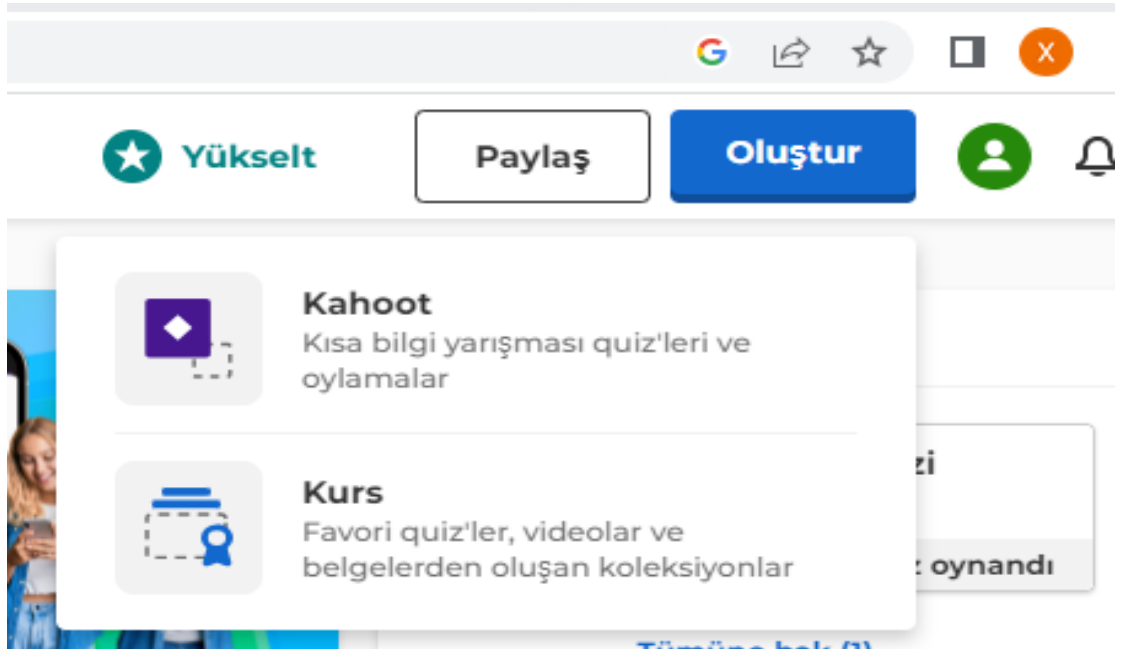 X
Yükselt
Paylaş
Oluştur
Kahoot
Kısa bilgi yarışması quiz'leri ve
oylamalar
Kurs
Favori quiz'ler, videolar ve
belgelerden oluşan koleksiyonlar
zi
oynandı